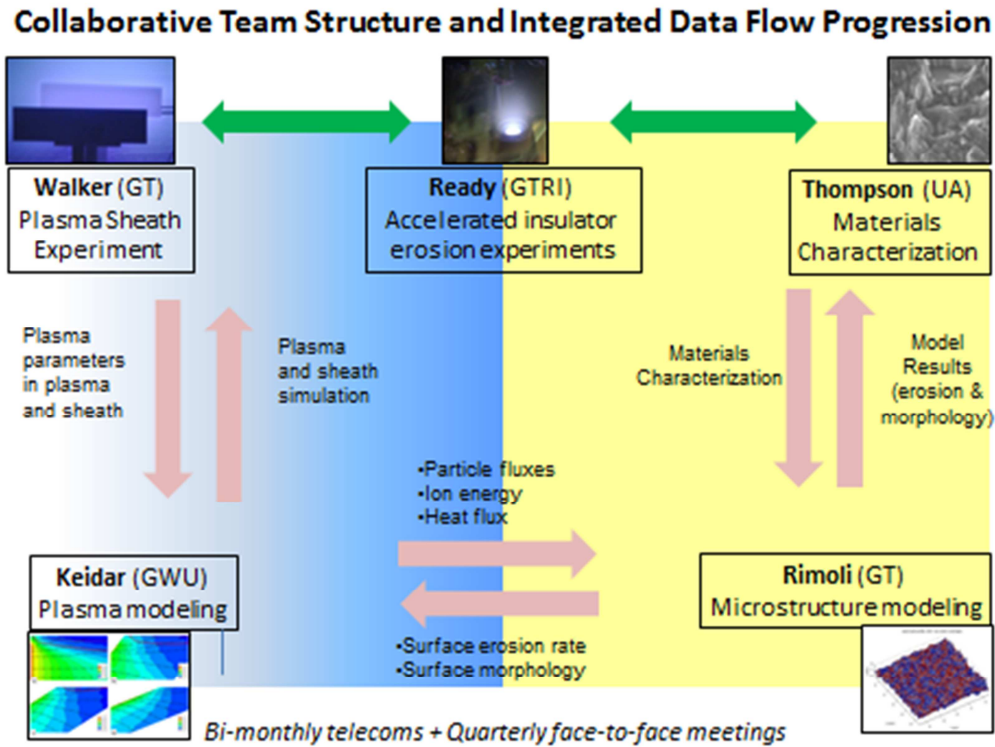 Collaborative Team Structure and Integrated Data Flow Progression
Walker (GT)
Plasma Sheath
Experiment
Ready (GTRI)
Accelerated insulator
erosion experiments
Thompson (UA)
Materials
Characterization
Plasma
parameters
in plasma
and sheath
Plasma
and sheath
simulation
Materials
Characterization
Model
Results
(erosion &
morphology)
•Particle fluxes
•Ion energy
•Heat flux
Keidar (GWU)
Plasma modeling
Rimoli (GT)
Microstructure modeling
•Surface erosion rate
•Surface morphology
Bi-monthly telecoms + Quarterly face-to-face meetings